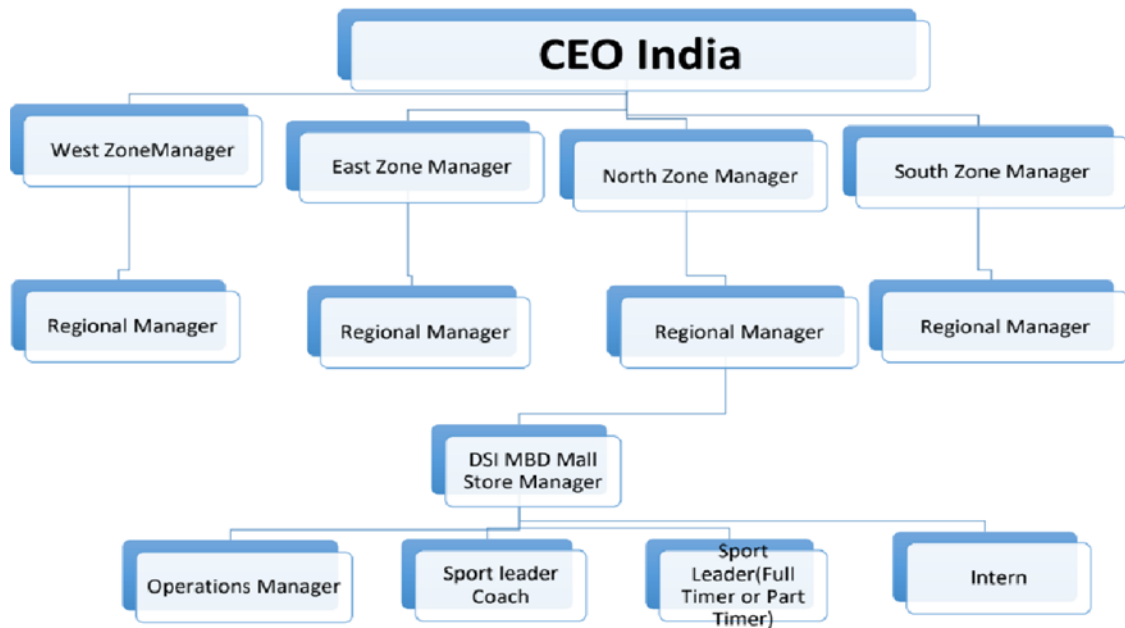 CEO India
West ZoneManager
East Zone Manager
North Zone Manager
South Zone Manager
Regional Manager
Regional Manager
Regional Manager
Regional Manager
DSI MBD Mall
Store Manager
Operations Manager
Sport leader
Coach
Sport
Leader(Full
Timer or Part
Timer)
Intern